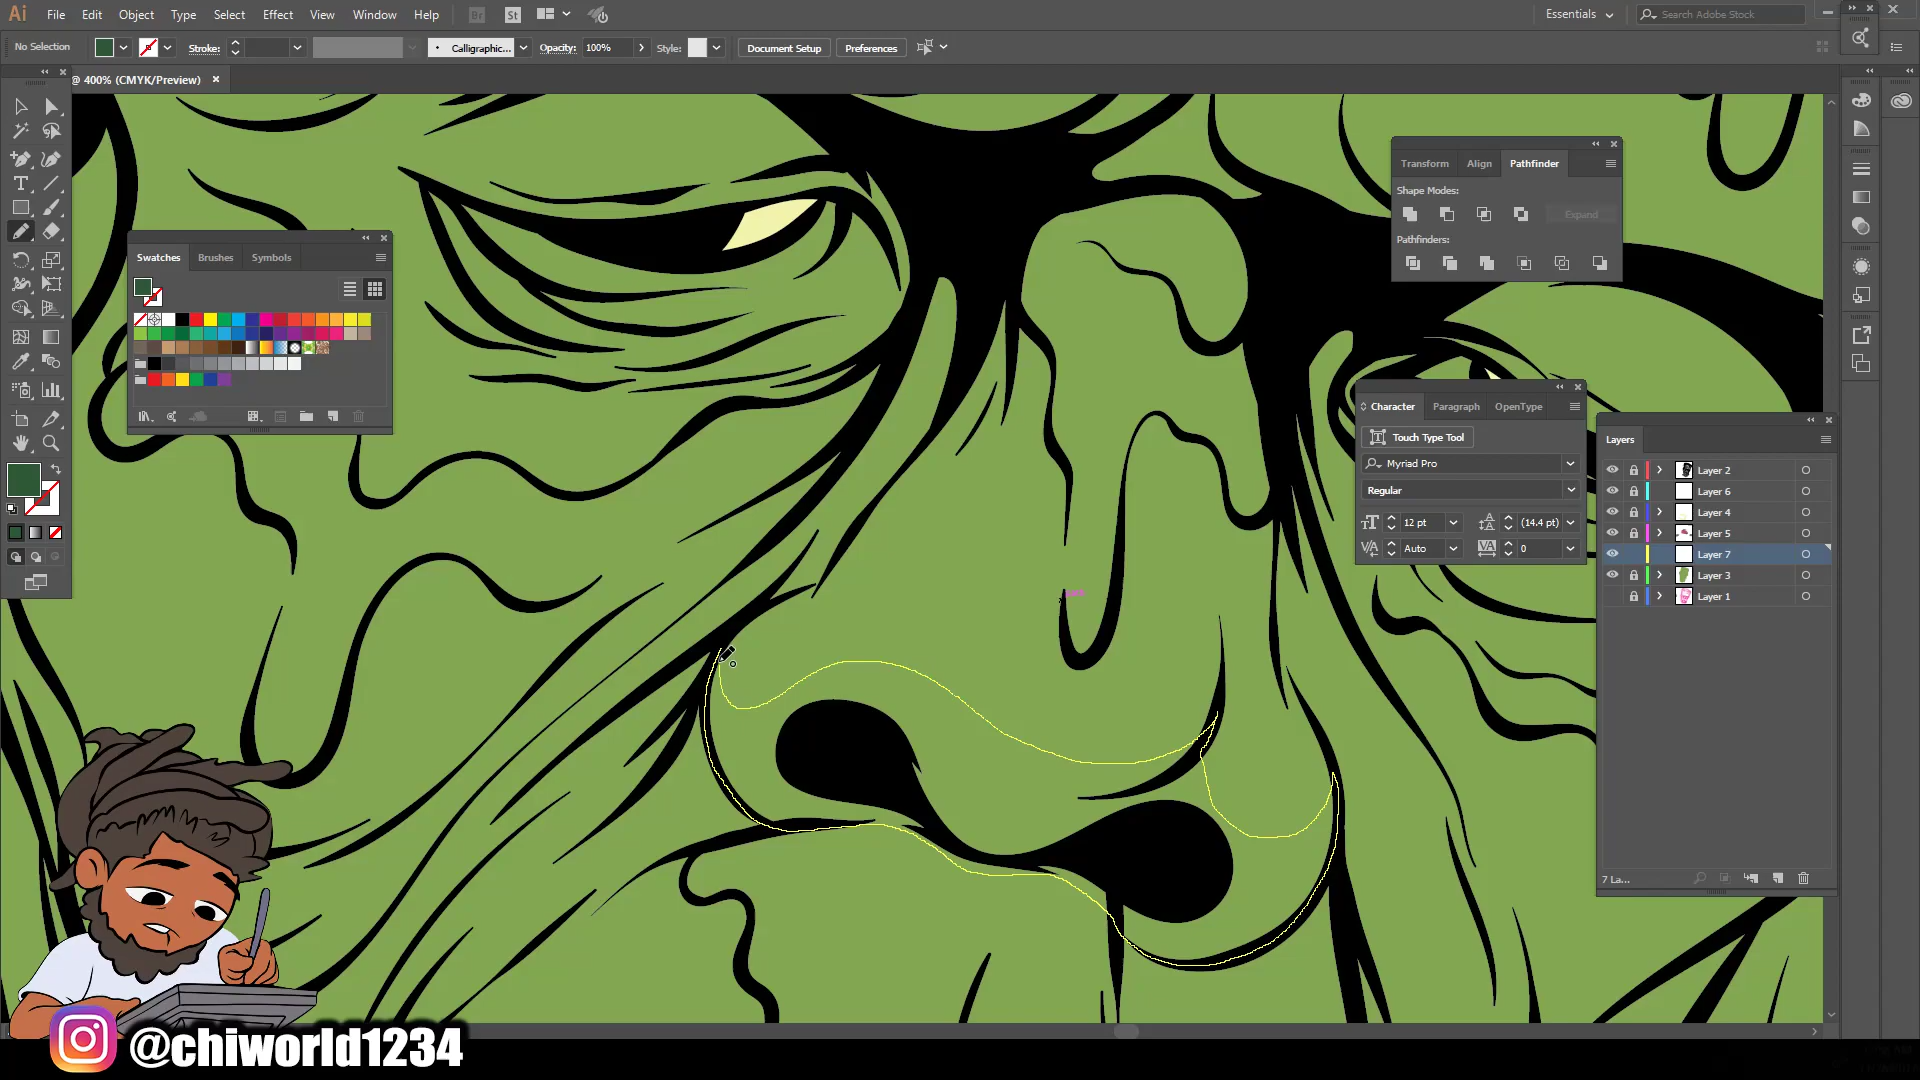 Ai File Edit Object Type Select Effect View Window Help Br St Essentials Search Adobe Stock
No Selection Stroke: Calligraphic... Opacity: 100% Style: Document Setup Preferences
@ 400% (CMYK/Preview)
Transform Align Pathfinder
Shape Modes:
Expand
Pathfinders:
Swatches Brushes Symbols
Character Paragraph OpenType
Touch Type Tool
Myriad Pro
Regular
12 pt (14.4 pt)
Auto 0
Layers
Layer 2
Layer 6
Layer 4
Layer 5
Layer 7
Layer 3
Layer 1
7 La...
@chiworld1234